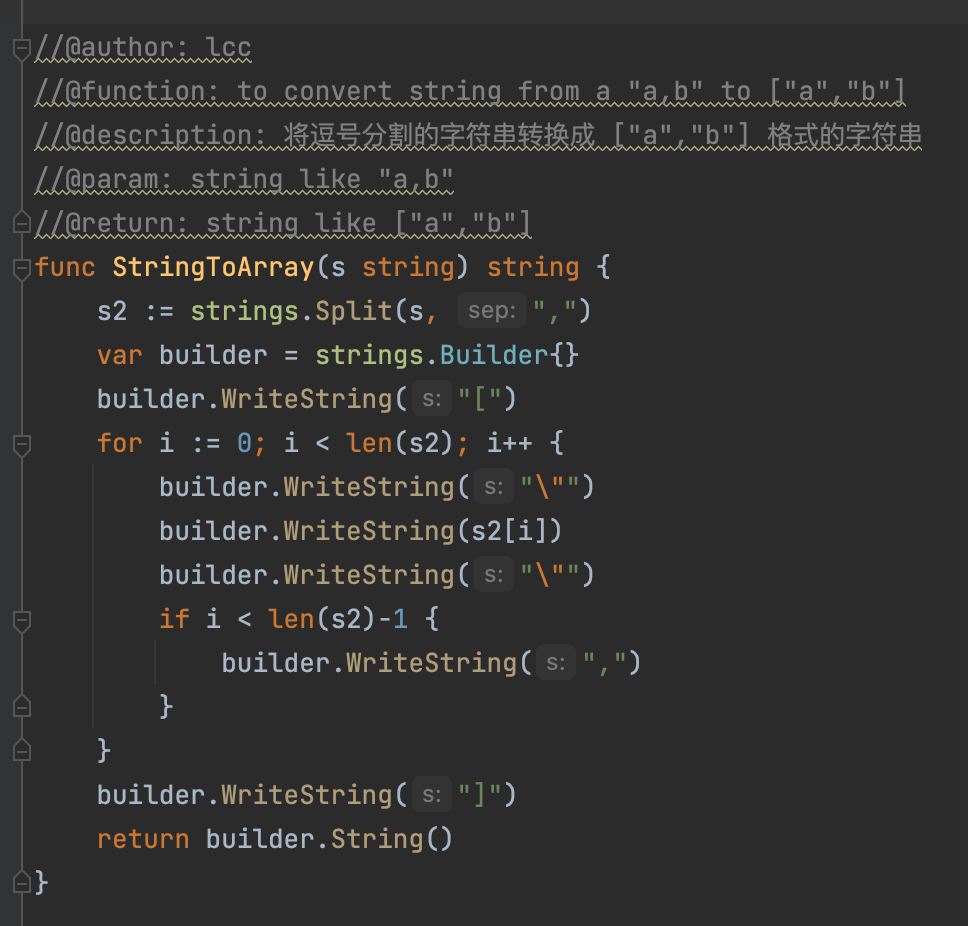 //@author: lcc
//@function: to convert string from a "a,b" to ["a","b"]
//@description: 将逗号分割的字符串转换成 ["a","b"] 格式的字符串
//@param: string like "a,b"
//@return: string like ["a","b"]
func StringToArray(s string) string {
    s2 := strings.Split(s, sep: ",")
    var builder = strings.Builder{}
    builder.WriteString( s: "[")
    for i := 0; i < len(s2); i++ {
        builder.WriteString( s: "\"")
        builder.WriteString(s2[i])
        builder.WriteString( s: "\"")
        if i < len(s2)-1 {
            builder.WriteString( s: ",")
        }
    }
    builder.WriteString( s: "]")
    return builder.String()
}